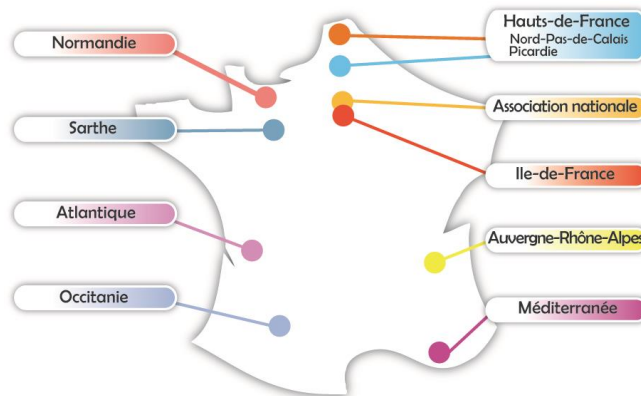 Normandie
Sarthe
Atlantique
Occitanie
Hauts-de-France
Nord-Pas-de-Calais
Picardie
Association nationale
Ile-de-France
Auvergne-Rhône-Alpes
Méditerranée